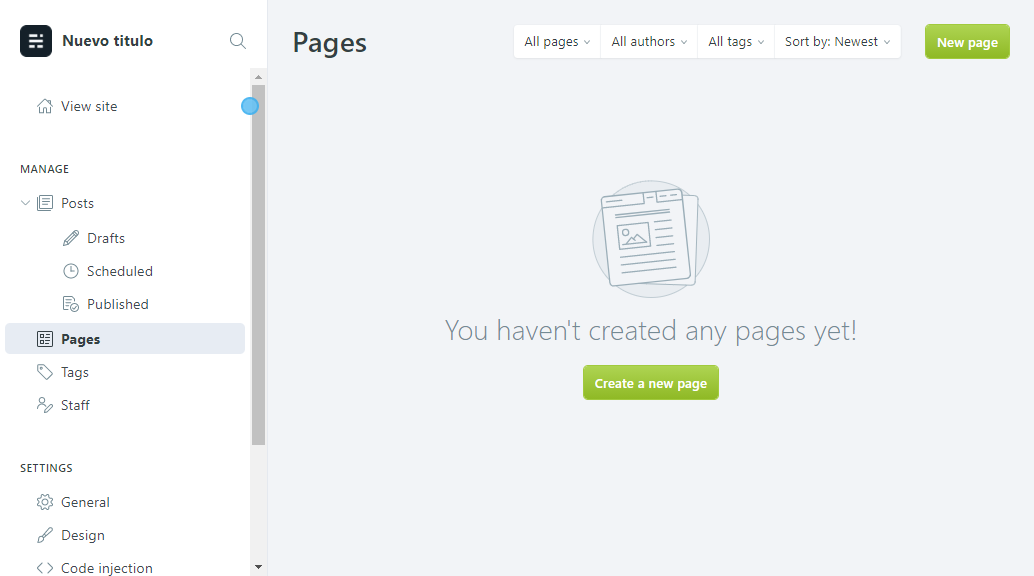 Nuevo titulo
View site
MANAGE
Posts
Drafts
Scheduled
Published
Pages
Tags
Staff
SETTINGS
General
Design
Code injection
Pages
All pages
All authors
All tags
Sort by: Newest
New page
You haven't created any pages yet!
Create a new page